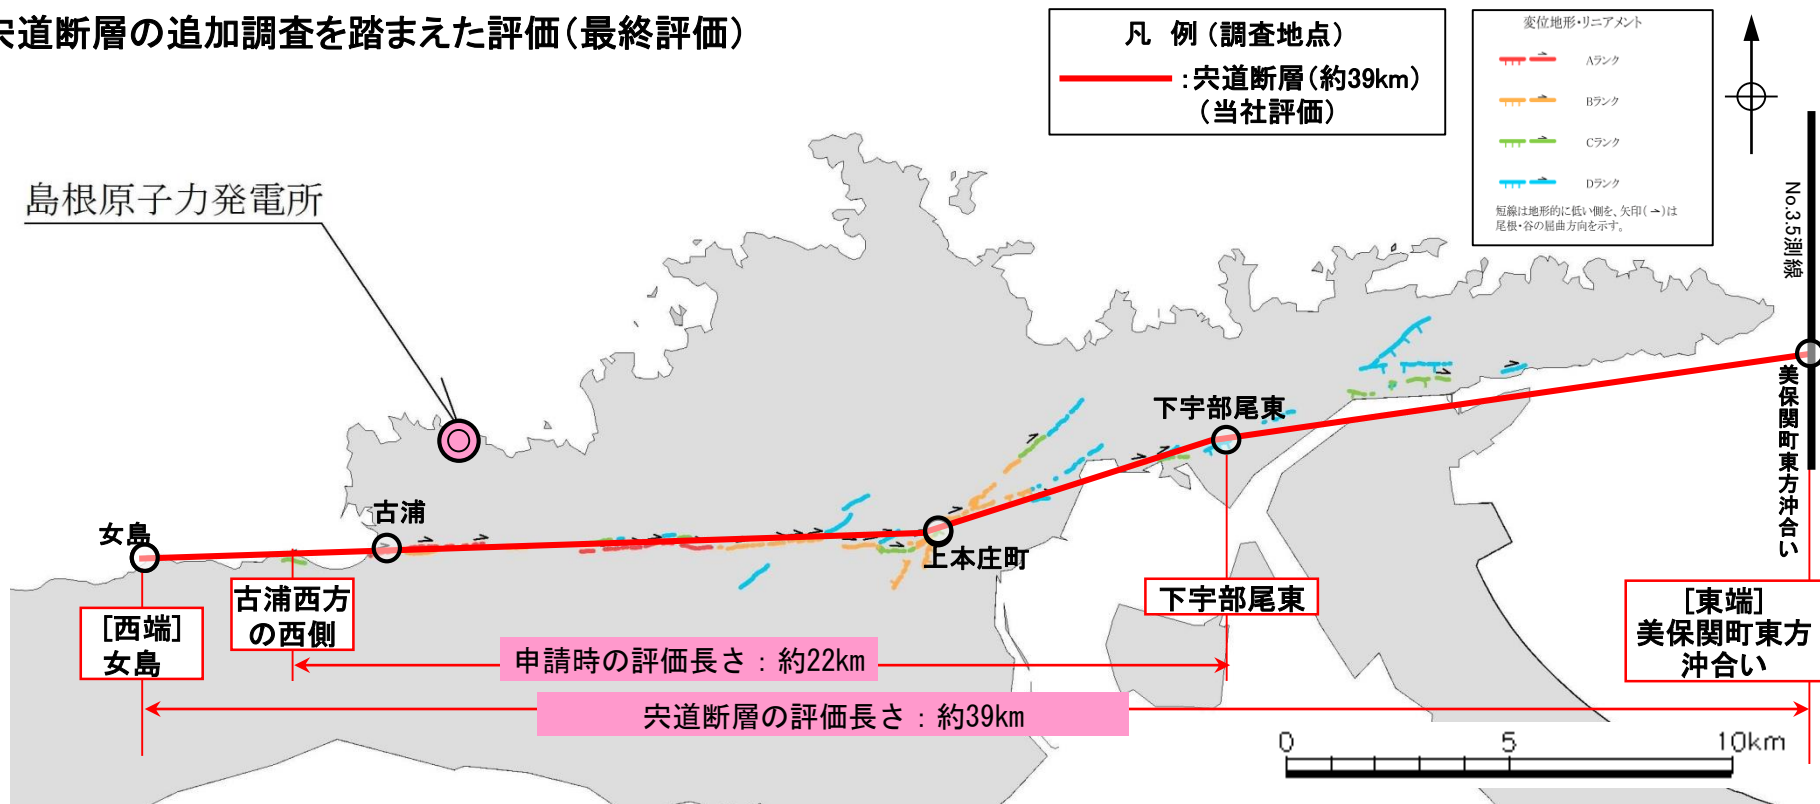 宍道断層の追加調査を踏まえた評価（最終評価）
凡 例（調査地点）
：宍道断層（約39km）
（当社評価）
変位地形・リニアメント
Aランク
Bランク
Cランク
Dランク
短線は地形的に低い側を、矢印（→）は
尾根・谷の屈曲方向を示す。
No.3.5測線
島根原子力発電所
美保関町東方沖合い
下宇部尾東
古浦
女島
上本庄町
［西端］
女島
古浦西方
の西側
下宇部尾東
［東端］
美保関町東方
沖合い
申請時の評価長さ：約22km
宍道断層の評価長さ：約39km
0 5 10km